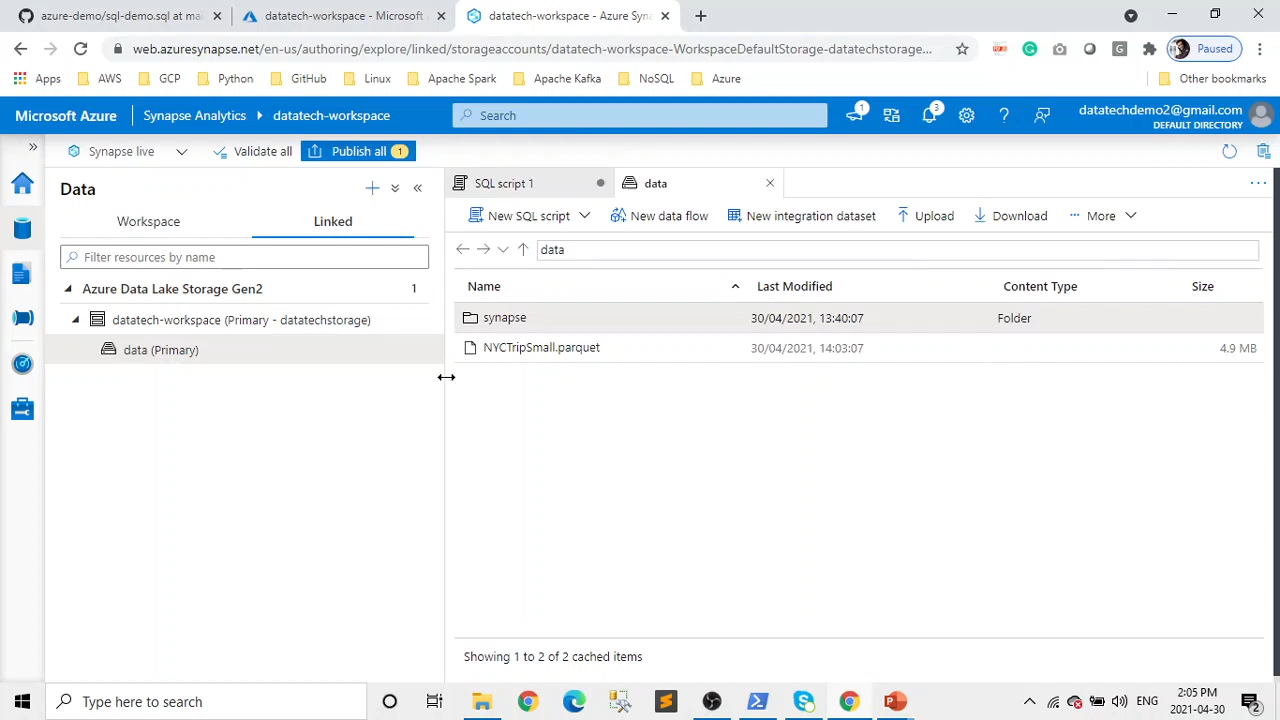 azure-demo/sql-demo.sql at mai
datatech-workspace - Microsoft A
datatech-workspace - Azure Syna
web.azuresynapse.net/en-us/authoring/explore/linked/storageaccounts/datatech-workspace-WorkspaceDefaultStorage-datatechstorage...
Paused
Apps
AWS
GCP
Python
GitHub
Linux
Apache Spark
Apache Kafka
NoSQL
Azure
Other bookmarks
Microsoft Azure
Synapse Analytics
datatech-workspace
Search
1
3
datatechdemo2@gmail.com
DEFAULT DIRECTORY
Synapse live
Validate all
Publish all 1
Data
Workspace
Linked
Filter resources by name
Azure Data Lake Storage Gen2 1
datatech-workspace (Primary - datatechstorage)
data (Primary)
SQL script 1
data
New SQL script
New data flow
New integration dataset
Upload
Download
More
data
Name
Last Modified
Content Type
Size
synapse 30/04/2021, 13:40:07 Folder
NYCTripSmall.parquet 30/04/2021, 14:03:07 4.9 MB
Showing 1 to 2 of 2 cached items
Type here to search
ENG
2:05 PM
2021-04-30
2